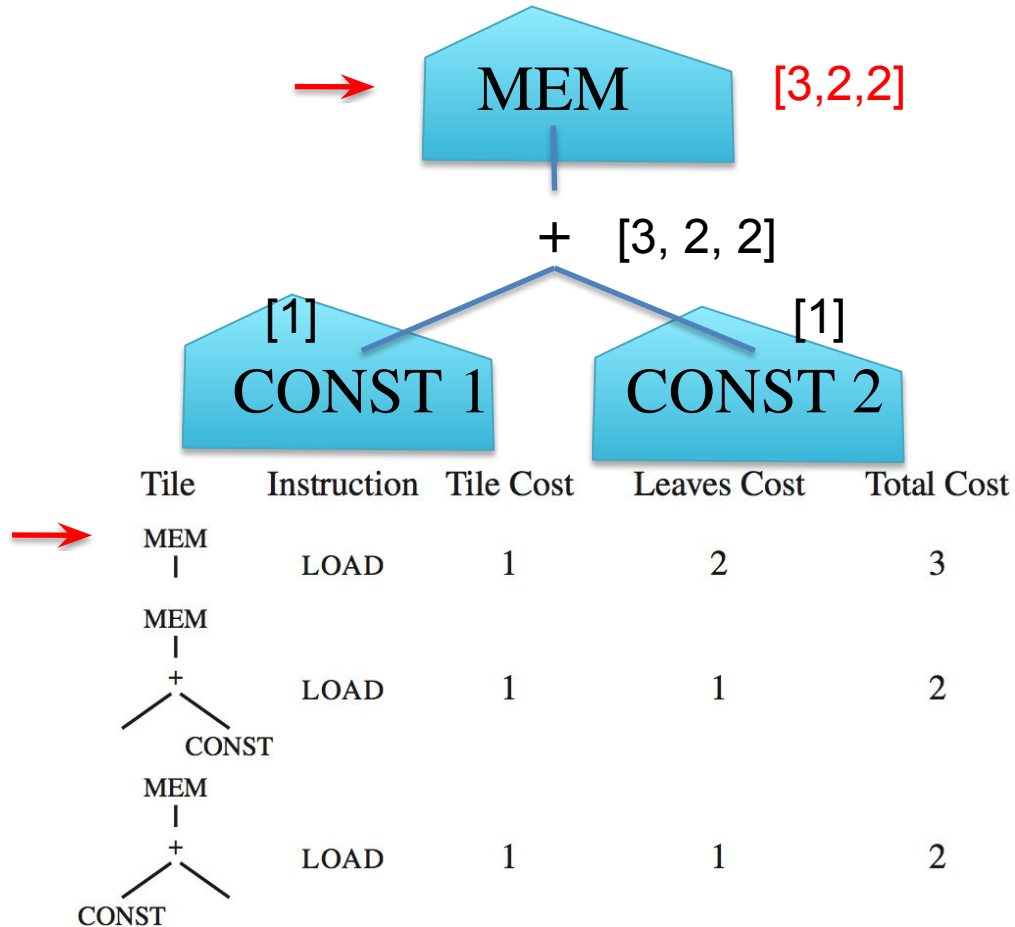 MEM [3,2,2]
+ [3, 2, 2]
[1] [1]
CONST 1 CONST 2
Tile Instruction Tile Cost Leaves Cost Total Cost
MEM
LOAD 1 2 3
MEM
+
LOAD 1 1 2
CONST
MEM
+
LOAD 1 1 2
CONST